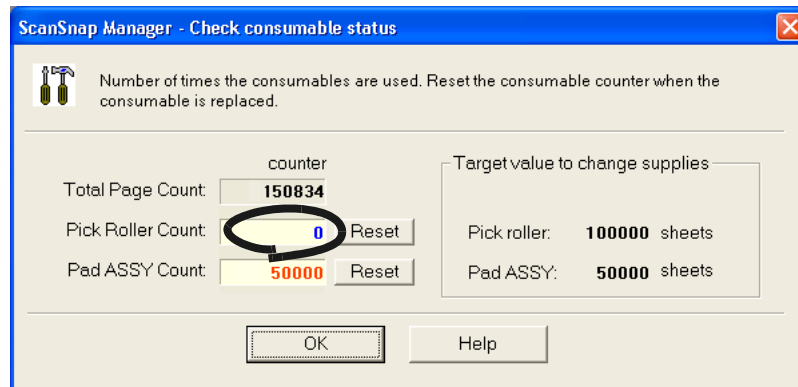 ScanSnap Manager - Check consumable status
Number of times the consumables are used. Reset the consumable counter when the
consumable is replaced.
counter
Target value to change supplies
Total Page Count: 150834
Pick Roller Count: 0 Reset
Pick roller: 100000 sheets
Pad ASSY Count: 50000 Reset
Pad ASSY: 50000 sheets
OK
Help